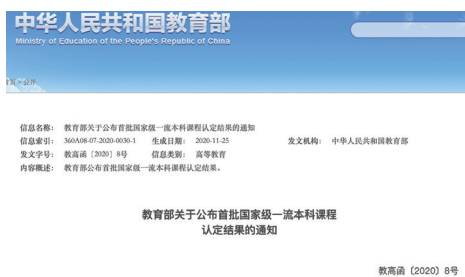 中华人民共和国教育部
Ministry of Education of the People's Republic of China
首页 > 公开
信息名称： 教育部关于公布首批国家级一流本科课程认定结果的通知
信息索引： 360A08-07-2020-0030-1 生成日期： 2020-11-25 发文机构： 中华人民共和国教育部
发文字号： 教高函〔2020〕8号 信息类别： 高等教育
内容概述： 教育部公布首批国家级一流本科课程认定结果。
教育部关于公布首批国家级一流本科课程
认定结果的通知
教高函〔2020〕8号